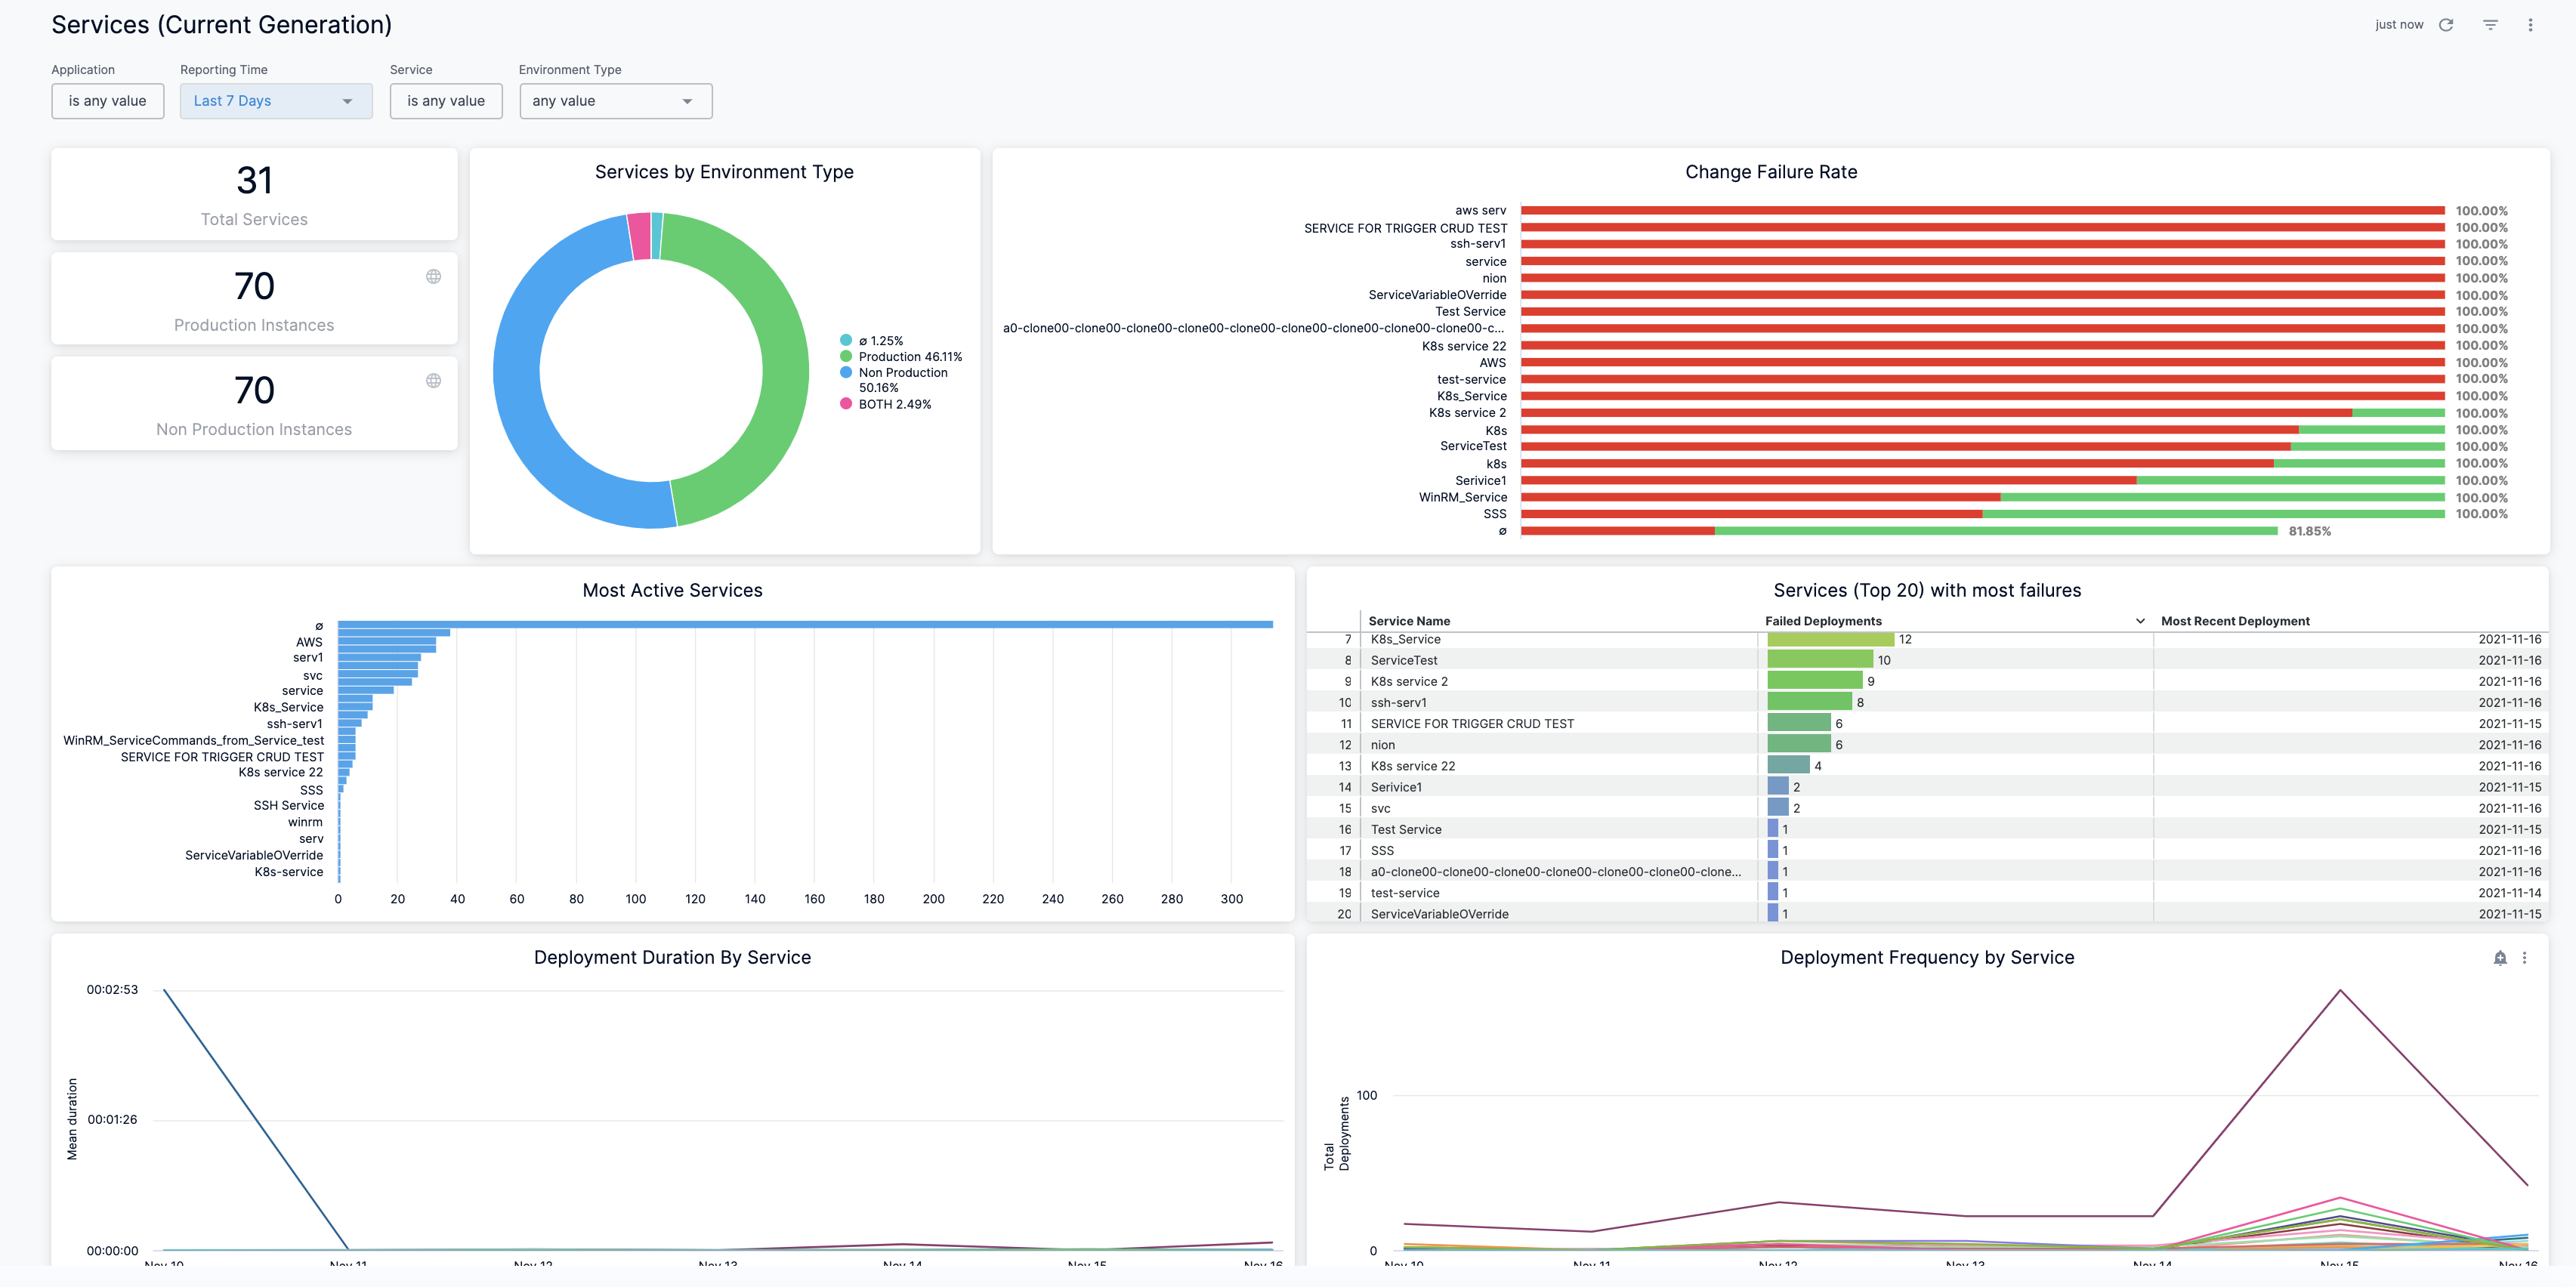 Services (Current Generation)
just now
Application
Reporting Time
Service
Environment Type
is any value
Last 7 Days
is any value
any value
31
Total Services
70
Production Instances
70
Non Production Instances
Services by Environment Type
ø 1.25%
Production 46.11%
Non Production
50.16%
BOTH 2.49%
Change Failure Rate
aws serv 100.00%
SERVICE FOR TRIGGER CRUD TEST 100.00%
ssh-serv1 100.00%
service 100.00%
nion 100.00%
ServiceVariableOVerride 100.00%
Test Service 100.00%
a0-clone00-clone00-clone00-clone00-clone00-clone00-clone00-clone00-clone00-c... 100.00%
K8s service 22 100.00%
AWS 100.00%
test-service 100.00%
K8s_Service 100.00%
K8s service 2 100.00%
K8s 100.00%
ServiceTest 100.00%
k8s 100.00%
Serivice1 100.00%
WinRM_Service 100.00%
SSS 100.00%
ø 81.85%
Most Active Services
ø
AWS
serv1
svc
service
K8s_Service
ssh-serv1
WinRM_ServiceCommands_from_Service_test
SERVICE FOR TRIGGER CRUD TEST
K8s service 22
SSS
SSH Service
winrm
serv
ServiceVariableOVerride
K8s-service
0 20 40 60 80 100 120 140 160 180 200 220 240 260 280 300
Services (Top 20) with most failures
Service Name Failed Deployments Most Recent Deployment
7 K8s_Service 12 2021-11-16
8 ServiceTest 10 2021-11-16
9 K8s service 2 9 2021-11-16
10 ssh-serv1 8 2021-11-16
11 SERVICE FOR TRIGGER CRUD TEST 6 2021-11-15
12 nion 6 2021-11-16
13 K8s service 22 4 2021-11-16
14 Serivice1 2 2021-11-15
15 svc 2 2021-11-16
16 Test Service 1 2021-11-15
17 SSS 1 2021-11-16
18 a0-clone00-clone00-clone00-clone00-clone00-clone00-clone... 1 2021-11-16
19 test-service 1 2021-11-14
20 ServiceVariableOVerride 1 2021-11-15
Deployment Duration By Service
Mean duration
00:02:53
00:01:26
00:00:00
Nov 10 Nov 11 Nov 12 Nov 13 Nov 14 Nov 15 Nov 16
Deployment Frequency by Service
Total
Deployments
100
0
Nov 10 Nov 11 Nov 12 Nov 13 Nov 14 Nov 15 Nov 16